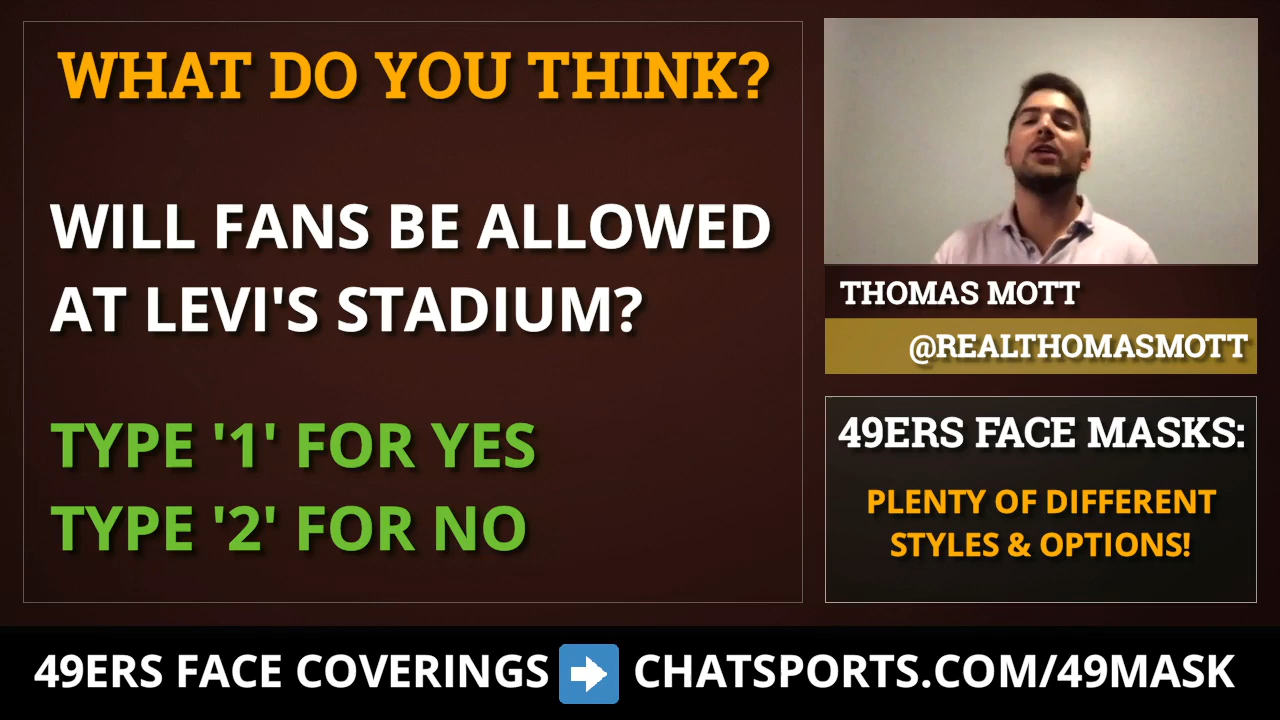 WHAT DO YOU THINK?
WILL FANS BE ALLOWED
AT LEVI'S STADIUM?
TYPE '1' FOR YES
TYPE '2' FOR NO
THOMAS MOTT
@REALTHOMASMOTT
49ERS FACE MASKS:
PLENTY OF DIFFERENT
STYLES & OPTIONS!
49ERS FACE COVERINGS ➡ CHATSPORTS.COM/49MASK